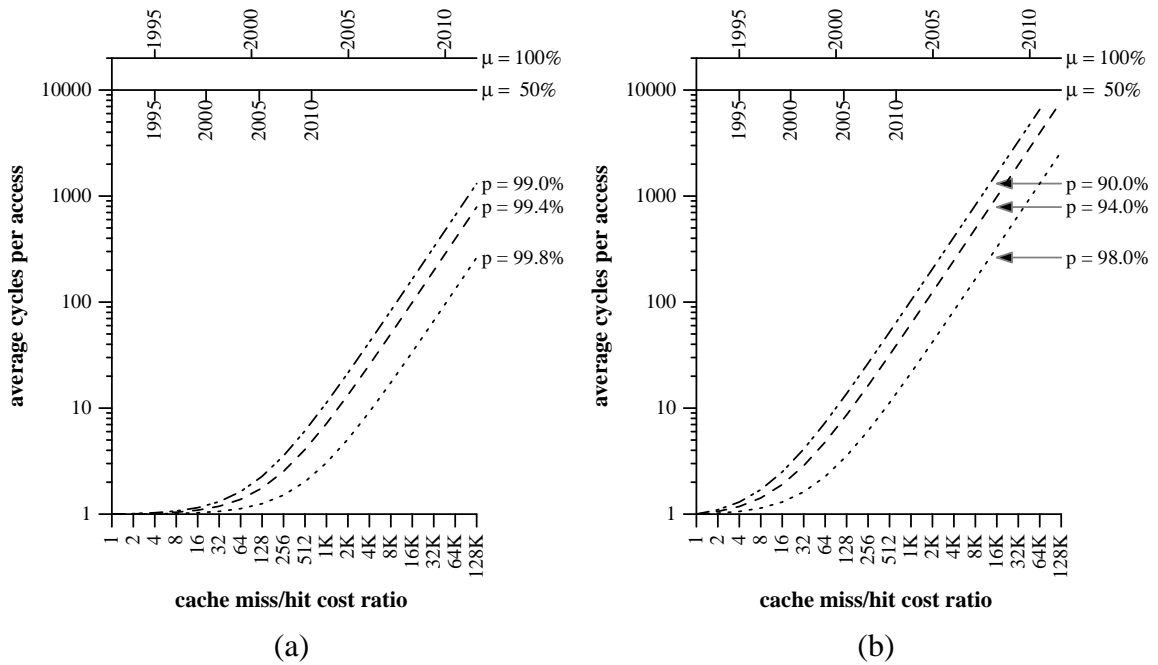 1995 2000 2005 2010
μ = 100%
10000
μ = 50%
1995 2000 2005 2010
p = 99.0%
1000
p = 99.4%
p = 99.8%
100
10
1
average cycles per access
1 2 4 8 16 32 64 128 256 512 1K 2K 4K 8K 16K 32K 64K 128K
cache miss/hit cost ratio
(a)
1995 2000 2005 2010
μ = 100%
10000
μ = 50%
1995 2000 2005 2010
p = 90.0%
1000
p = 94.0%
p = 98.0%
100
10
1
average cycles per access
1 2 4 8 16 32 64 128 256 512 1K 2K 4K 8K 16K 32K 64K 128K
cache miss/hit cost ratio
(b)